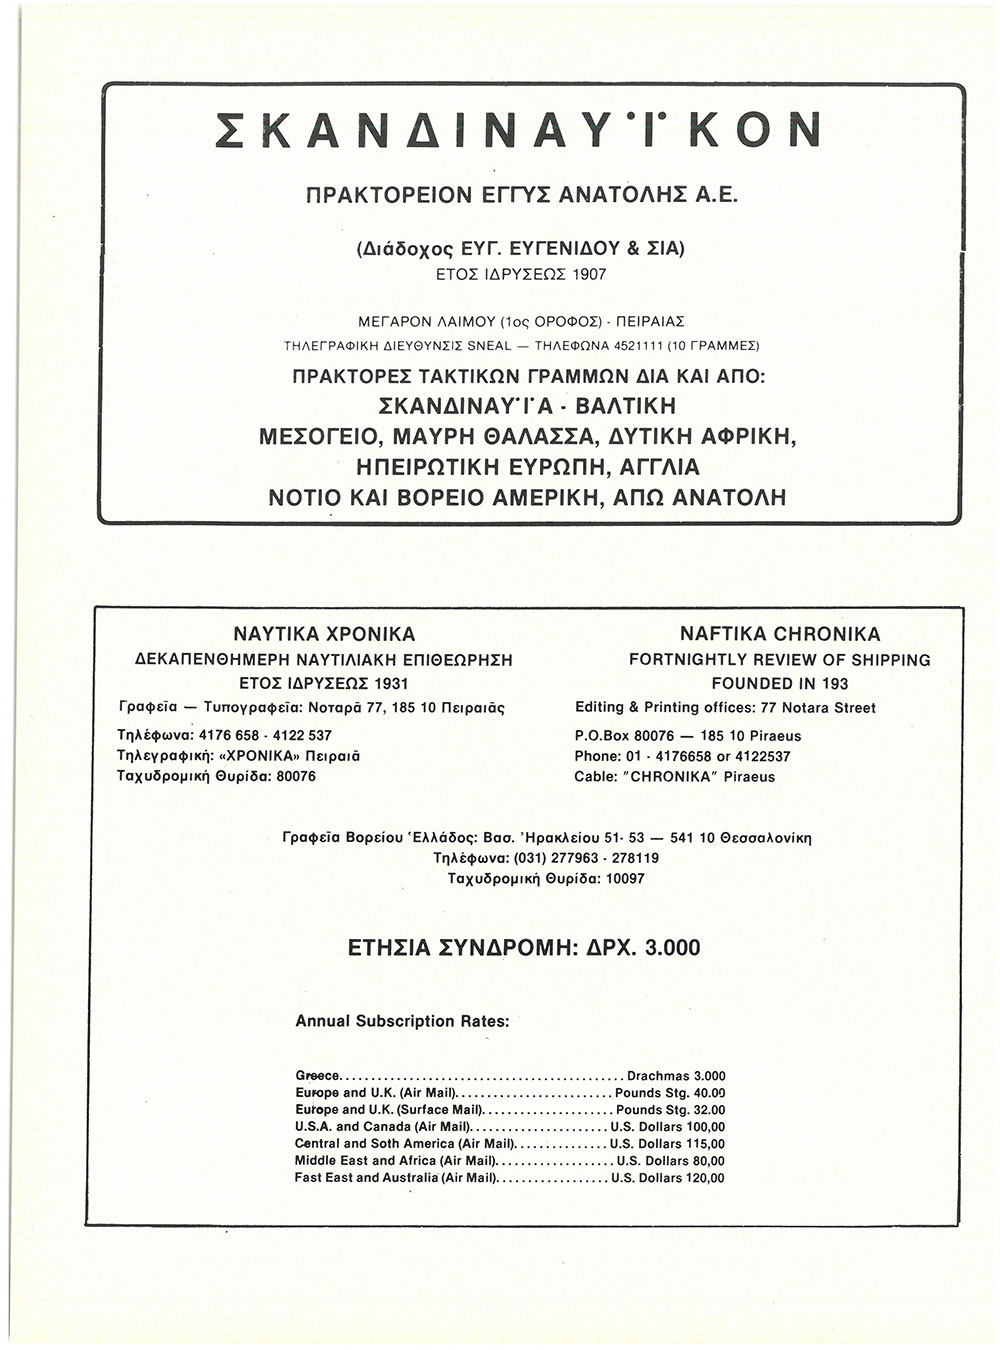 ΣΚΑΝΔΙΝΑΥΪΚΟΝ
ΠΡΑΚΤΟΡΕΙΟΝ ΕΓΓΥΣ ΑΝΑΤΟΛΗΣ Α.Ε.
(Διάδοχος ΕΥΓ. ΕΥΓΕΝΙΔΟΥ & ΣΙΑ)
ΕΤΟΣ ΙΔΡΥΣΕΩΣ 1907
ΜΕΓΑΡΟΝ ΛΑΙΜΟΥ (1ος ΟΡΟΦΟΣ) - ΠΕΙΡΑΙΑΣ
ΤΗΛΕΓΡΑΦΙΚΗ ΔΙΕΥΘΥΝΣΙΣ SNEAL — ΤΗΛΕΦΩΝΑ 4521111 (10 ΓΡΑΜΜΕΣ)
ΠΡΑΚΤΟΡΕΣ ΤΑΚΤΙΚΩΝ ΓΡΑΜΜΩΝ ΔΙΑ ΚΑΙ ΑΠΟ:
ΣΚΑΝΔΙΝΑΥΪΑ - ΒΑΛΤΙΚΗ
ΜΕΣΟΓΕΙΟ, ΜΑΥΡΗ ΘΑΛΑΣΣΑ, ΔΥΤΙΚΗ ΑΦΡΙΚΗ,
ΗΠΕΙΡΩΤΙΚΗ ΕΥΡΩΠΗ, ΑΓΓΛΙΑ
ΝΟΤΙΟ ΚΑΙ ΒΟΡΕΙΟ ΑΜΕΡΙΚΗ, ΑΠΩ ΑΝΑΤΟΛΗ
ΝΑΥΤΙΚΑ ΧΡΟΝΙΚΑ
ΔΕΚΑΠΕΝΘΗΜΕΡΗ ΝΑΥΤΙΛΙΑΚΗ ΕΠΙΘΕΩΡΗΣΗ
ΕΤΟΣ ΙΔΡΥΣΕΩΣ 1931
Γραφεῖα — Τυπογραφεῖα: Νοταρᾶ 77, 185 10 Πειραιᾶς
Τηλέφωνα: 4176 658 - 4122 537
Τηλεγραφική: «ΧΡΟΝΙΚΑ» Πειραιᾶ
Ταχυδρομική Θυρίδα: 80076
NAFTIKA CHRONIKA
FORTNIGHTLY REVIEW OF SHIPPING
FOUNDED IN 193
Editing & Printing offices: 77 Notara Street
P.O.Box 80076 — 185 10 Piraeus
Phone: 01 - 4176658 or 4122537
Cable: "CHRONIKA" Piraeus
Γραφεῖα Βορείου Ἑλλάδος: Βασ. Ἡρακλείου 51- 53 — 541 10 Θεσσαλονίκη
Τηλέφωνα: (031) 277963 - 278119
Ταχυδρομική Θυρίδα: 10097
ΕΤΗΣΙΑ ΣΥΝΔΡΟΜΗ: ΔΡΧ. 3.000
Annual Subscription Rates:
Greece............................................. Drachmas 3.000
Europe and U.K. (Air Mail)......................... Pounds Stg. 40.00
Europe and U.K. (Surface Mail)..................... Pounds Stg. 32.00
U.S.A. and Canada (Air Mail)...................... U.S. Dollars 100,00
Central and Soth America (Air Mail)............... U.S. Dollars 115,00
Middle East and Africa (Air Mail)................... U.S. Dollars 80,00
Fast East and Australia (Air Mail).................. U.S. Dollars 120,00